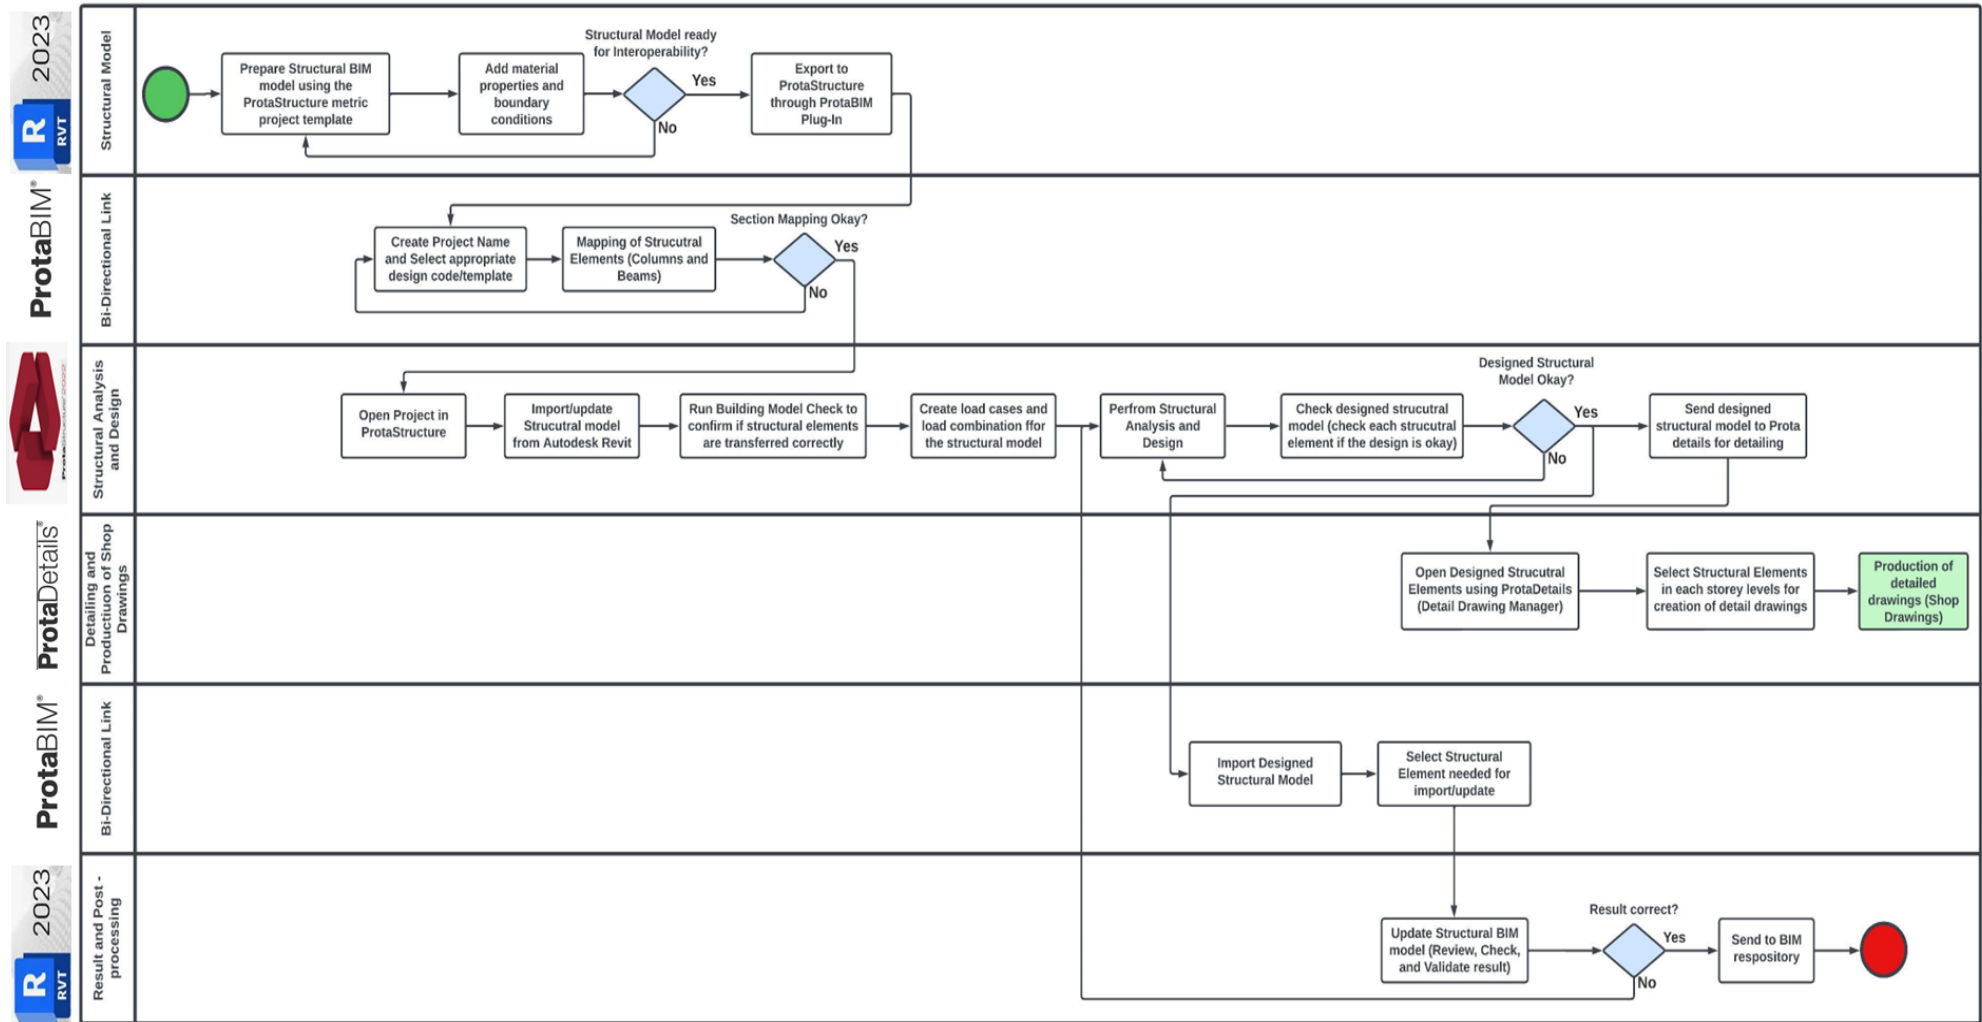 2023
R
RVT
Structural Model
Structural Model ready
for Interoperability?
Prepare Structural BIM
model using the
ProtaStructure metric
project template
Add material
properties and
boundary
conditions
Yes
No
Export to
ProtaStructure
through ProtaBIM
Plug-In
ProtaBIM®
Bi-Directional Link
Section Mapping Okay?
Create Project Name
and Select appropriate
design code/template
Mapping of Strucutral
Elements (Columns and
Beams)
Yes
No
Structural Analysis
and Design
Designed Structural
Model Okay?
Open Project in
ProtaStructure
Import/update
Strucutral model
from Autodesk Revit
Run Building Model Check to
confirm if structural elements
are transferred correctly
Create load cases and
load combination ffor
the structural model
Perfrom Structural
Analysis and
Design
Check designed strucutral
model (check each strucutral
element if the design is okay)
Yes
No
Send designed
structural model to Prota
details for detailing
ProtaDetails®
Detailing and
Productiuon of Shop
Drawings
Open Designed Strucutral
Elements using ProtaDetails
(Detail Drawing Manager)
Select Structural Elements
in each storey levels for
creation of detail drawings
Production of
detailed
drawings (Shop
Drawings)
ProtaBIM®
Bi-Directional Link
Import Designed
Structural Model
Select Structural
Element needed for
import/update
2023
R
RVT
Result and Post -
processing
Result correct?
Update Structural BIM
model (Review, Check,
and Validate result)
Yes
No
Send to BIM
respository